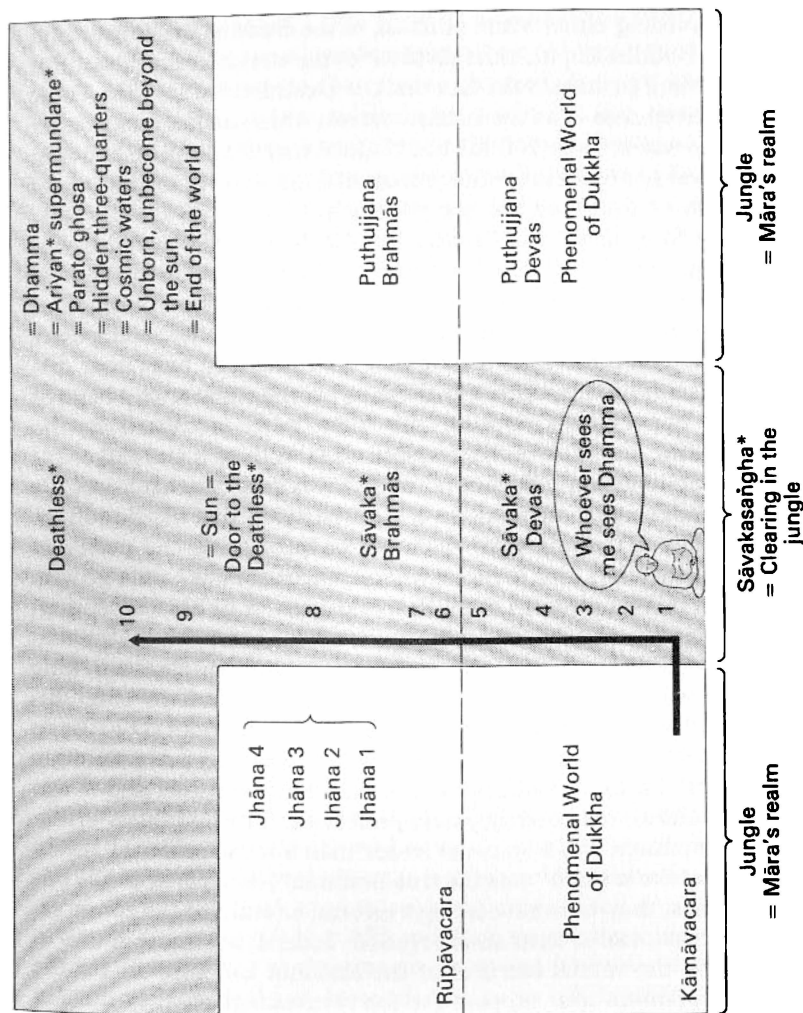 = Dhamma
= Ariyan* supermundane*
= Parato ghosa
= Hidden three-quarters
= Cosmic waters
= Unborn, unbecome beyond
the sun
= End of the world
Deathless*
= Sun =
Door to the
Deathless*
Jhāna 4
Jhāna 3
Jhāna 2
Jhāna 1
10
9
8
7
6
5
4
3
2
1
Sāvaka*
Brahmās
Puthujjana
Brahmās
Rupāvacara
Sāvaka*
Devas
Puthujjana
Devas
Phenomenal World
of Dukkha
Phenomenal World
of Dukkha
Whoever sees
me sees Dhamma
Kāmāvacara
Jungle
= Māra's realm
Sāvakasaṅgha*
= Clearing in the
jungle
Jungle
= Māra's realm